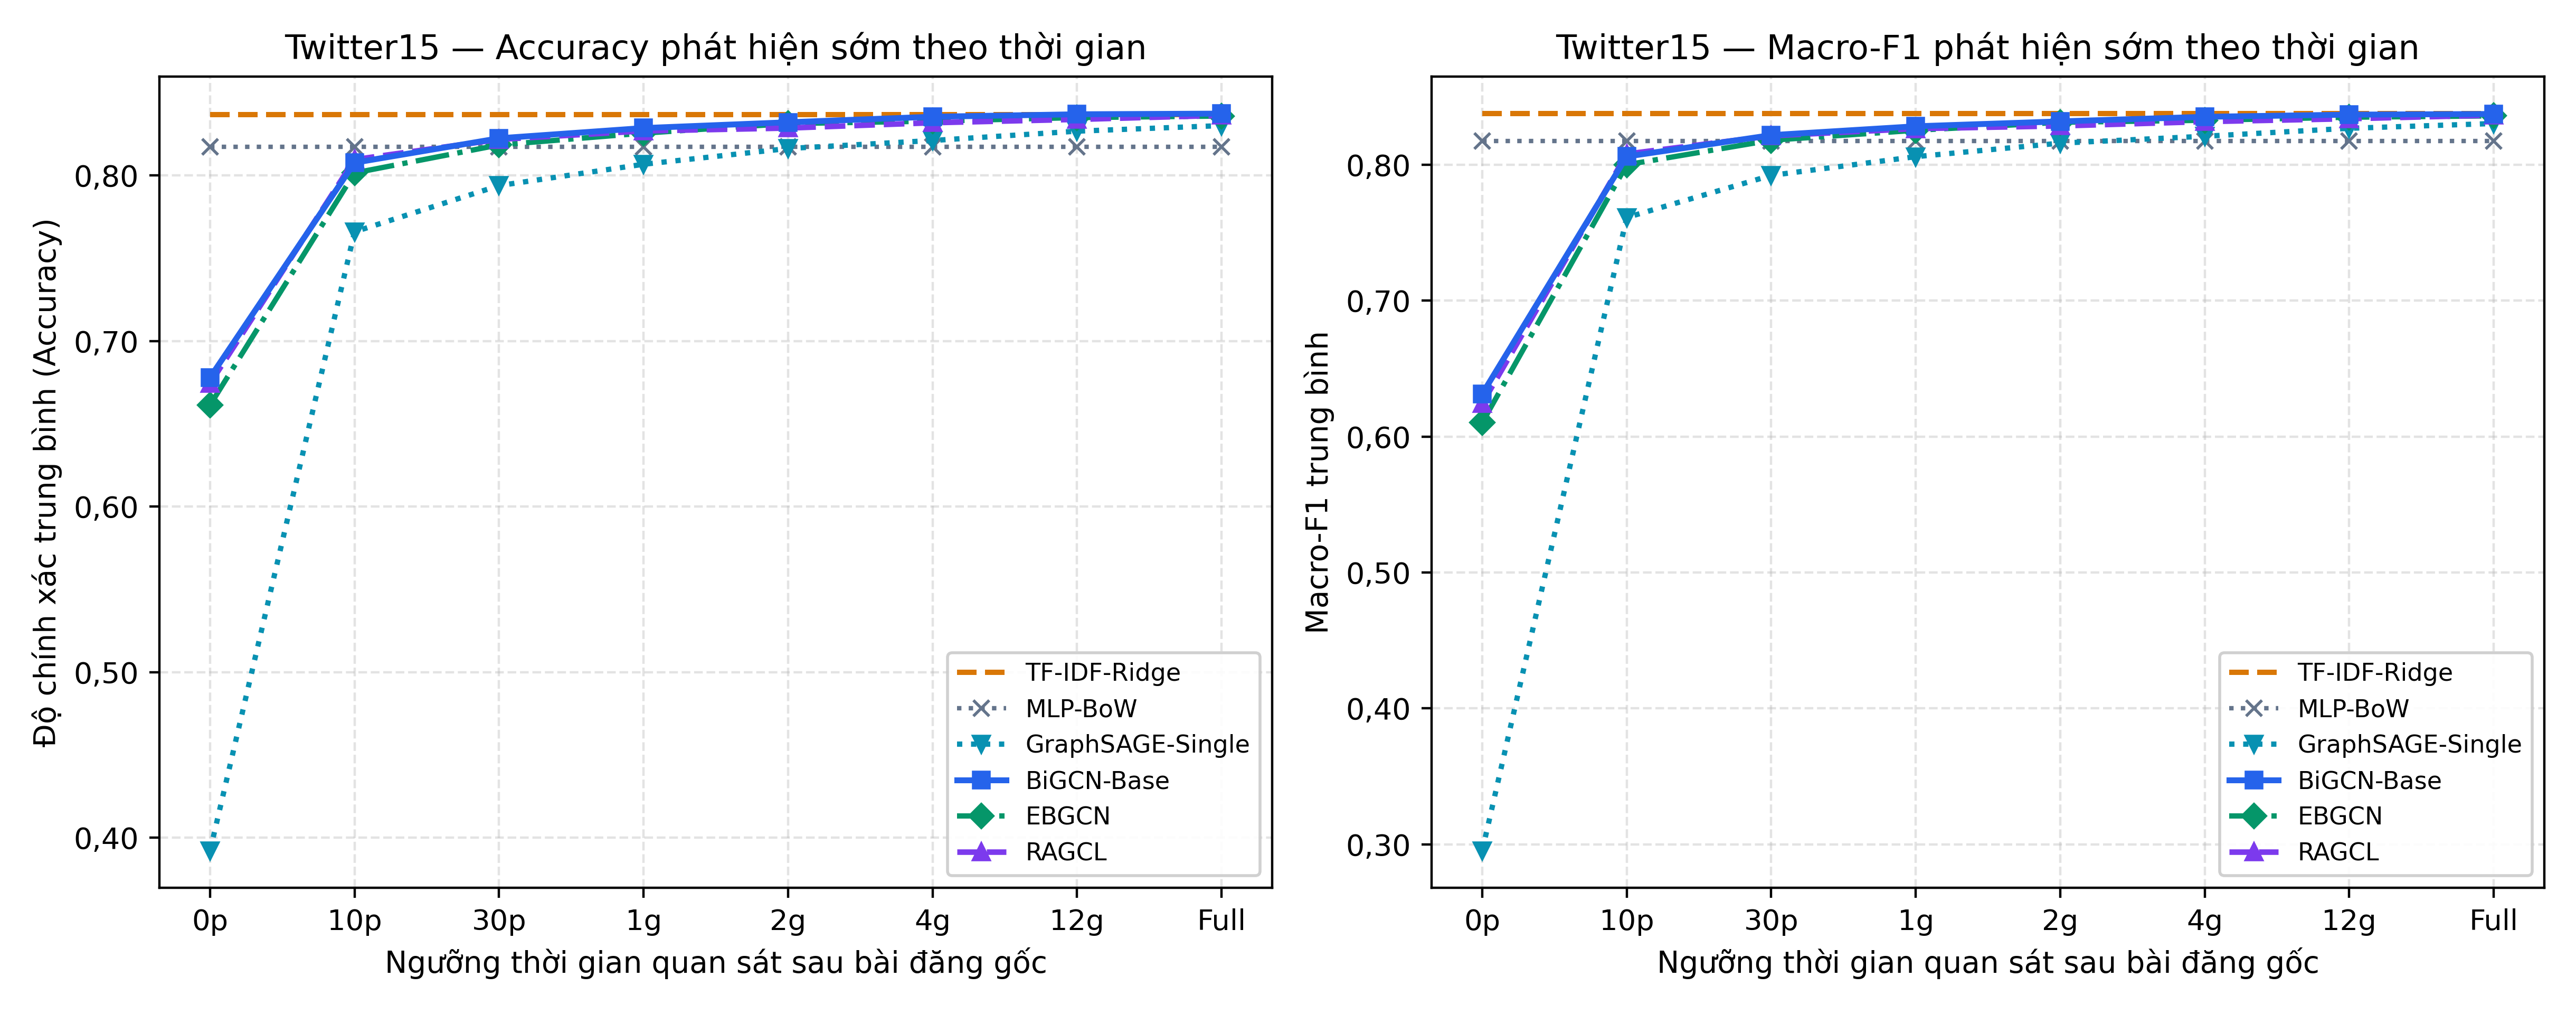 Twitter15 — Accuracy phát hiện sớm theo thời gian
Độ chính xác trung bình (Accuracy)
0,80
0,70
0,60
0,50
0,40
TF-IDF-Ridge
MLP-BoW
GraphSAGE-Single
BiGCN-Base
EBGCN
RAGCL
0p 10p 30p 1g 2g 4g 12g Full
Ngưỡng thời gian quan sát sau bài đăng gốc
Twitter15 — Macro-F1 phát hiện sớm theo thời gian
Macro-F1 trung bình
0,80
0,70
0,60
0,50
0,40
0,30
TF-IDF-Ridge
MLP-BoW
GraphSAGE-Single
BiGCN-Base
EBGCN
RAGCL
0p 10p 30p 1g 2g 4g 12g Full
Ngưỡng thời gian quan sát sau bài đăng gốc